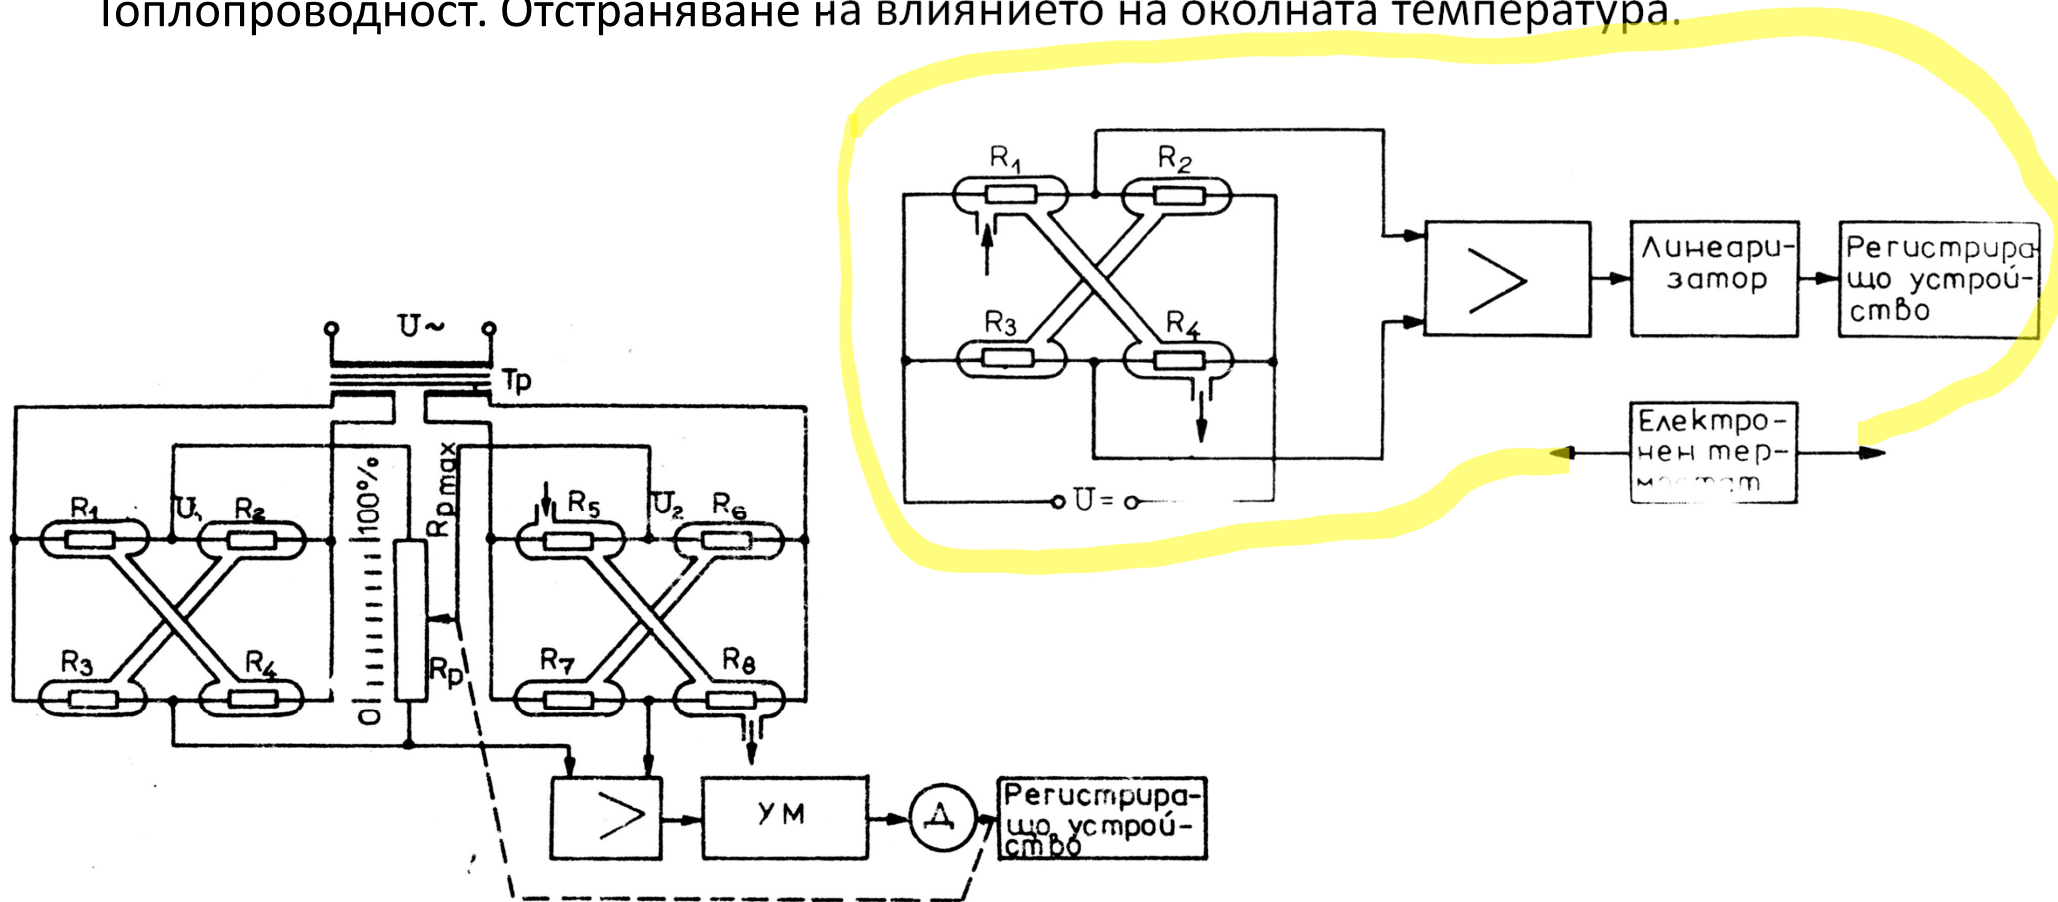 Топлопроводност. Отстраняване на влиянието на околната температура.
R1
R2
R3
R4
U=
>
Линеари-
затор
Регистрира
що устрой-
ство
Електро-
нен тер-
U~
Тр
R1
U1
R2
R3
R4
0
100%
Rp max
Rp
R5
U2
R6
R7
R8
>
УМ
Д
Регистрира-
що устрой-
ство